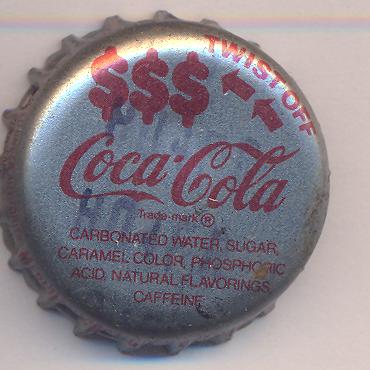 $$$
TWIST OFF
Coca-Cola
Trade-mark ®
CARBONATED WATER, SUGAR,
CARAMEL COLOR, PHOSPHORIC
ACID, NATURAL FLAVORINGS,
CAFFEINE